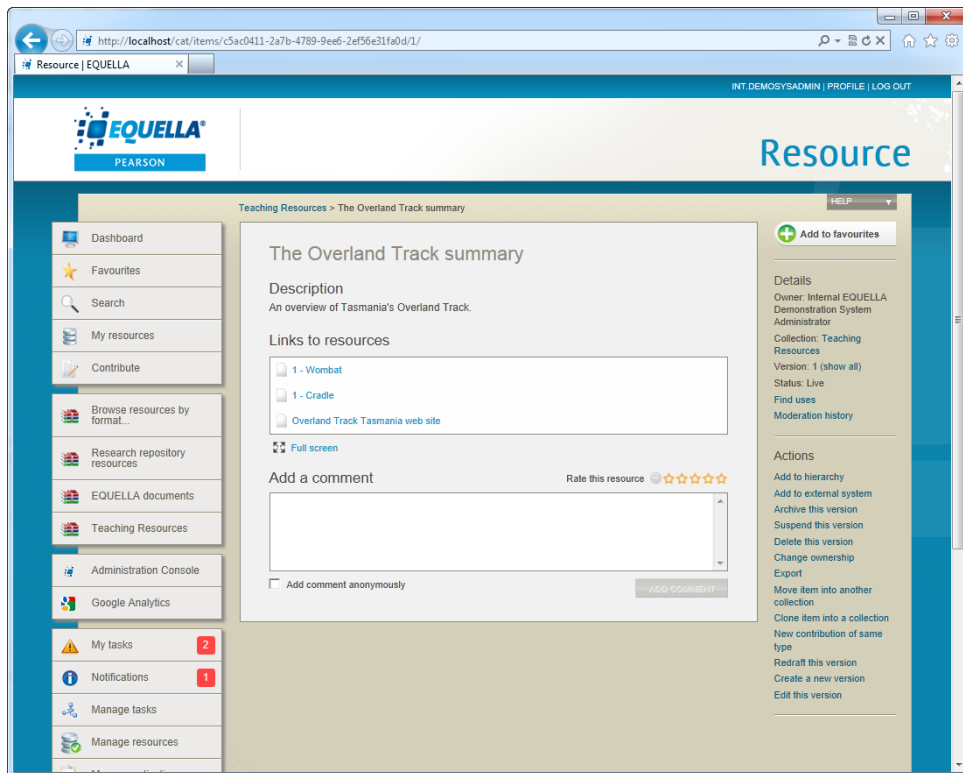 http://localhost/cat/items/c5ac0411-2a7b-4789-9ee6-2ef56e31fa0d/1/
Resource | EQUELLA
INT.DEMOSYSADMIN | PROFILE | LOG OUT
EQUELLA®
PEARSON
Resource
HELP
Teaching Resources > The Overland Track summary
Dashboard
Favourites
Search
My resources
Contribute
Browse resources by
format...
Research repository
resources
EQUELLA documents
Teaching Resources
Administration Console
Google Analytics
My tasks
2
Notifications
1
Manage tasks
Manage resources
The Overland Track summary
Description
An overview of Tasmania's Overland Track.
Links to resources
1 - Wombat
1 - Cradle
Overland Track Tasmania web site
Full screen
Add a comment
Rate this resource
Add comment anonymously
ADD COMMENT
Add to favourites
Details
Owner: Internal EQUELLA
Demonstration System
Administrator
Collection: Teaching
Resources
Version: 1 (show all)
Status: Live
Find uses
Moderation history
Actions
Add to hierarchy
Add to external system
Archive this version
Suspend this version
Delete this version
Change ownership
Export
Move item into another
collection
Clone item into a collection
New contribution of same
type
Redraft this version
Create a new version
Edit this version